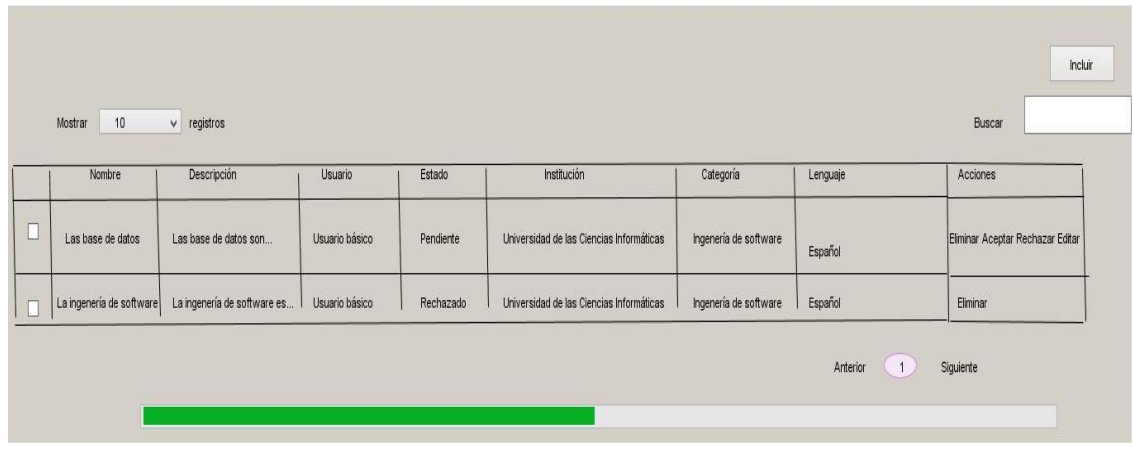 Incluir
Mostrar 10 registros
Buscar
Nombre Descripción Usuario Estado Institución Categoría Lenguaje Acciones
Las base de datos Las base de datos son... Usuario básico Pendiente Universidad de las Ciencias Informáticas Ingenería de software Español Eliminar Aceptar Rechazar Editar
La ingenería de software La ingenería de software es... Usuario básico Rechazado Universidad de las Ciencias Informáticas Ingenería de software Español Eliminar
Anterior 1 Siguiente